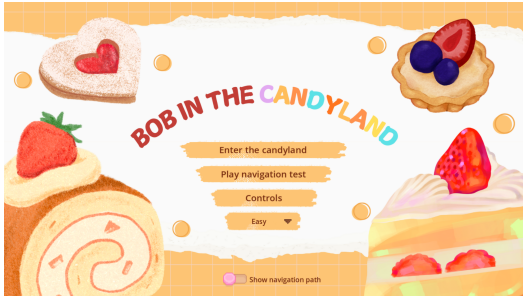 BOB IN THE CANDYLAND
Enter the candyland
Play navigation test
Controls
Easy
Show navigation path